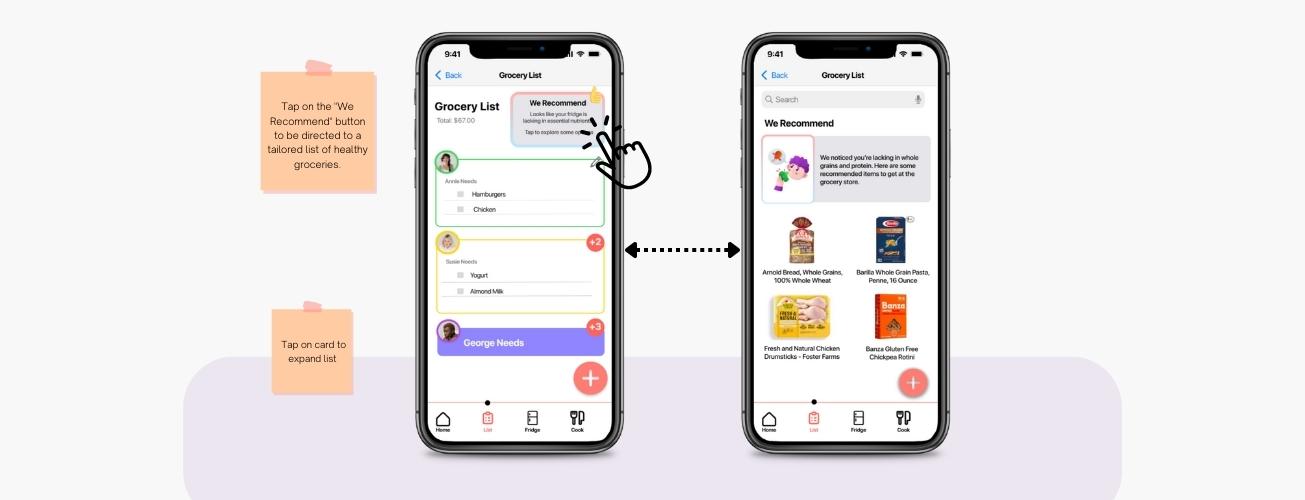 Tap on the "We
Recommend" button
to be directed to a
tailored list of healthy
groceries.
Tap on card to
expand list
9:41
Back
Grocery List
Grocery List
Total: $67.00
We Recommend
Looks like your fridge is
lacking in essential
Tap to explore some
Annie Needs
Hamburgers
Chicken
+2
Susie Needs
Yogurt
Almond Milk
+3
George Needs
Home
List
Fridge
Cook
9:41
Back
Grocery List
Search
We Recommend
We noticed you're lacking in whole
grains and protein. Here are some
recommended items to get at the
grocery store.
Barilla
Arnold Bread, Whole Grains,
100% Whole Wheat
Barilla Whole Grain Pasta,
Penne, 16 Ounce
FRESH &
NATURAL
Banza
Fresh and Natural Chicken
Drumsticks - Foster Farms
Banza Gluten Free
Chickpea Rotini
Home
List
Fridge
Cook